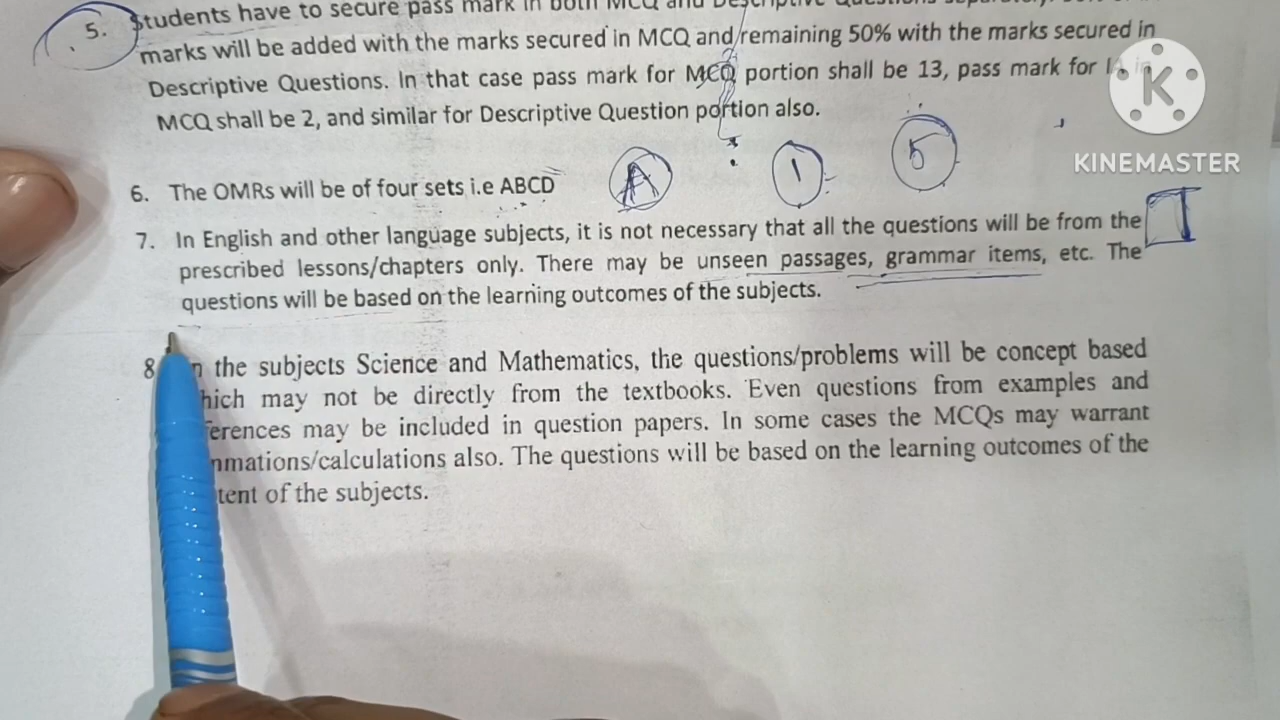 5. Students have to secure pass mark in both MCQ and Descriptive Questions separately.
marks will be added with the marks secured in MCQ and remaining 50% with the marks secured in
Descriptive Questions. In that case pass mark for MCQ portion shall be 13, pass mark for
MCQ shall be 2, and similar for Descriptive Question portion also.
K
KINEMASTER
6. The OMRs will be of four sets i.e ABCD
A 1 5
7. In English and other language subjects, it is not necessary that all the questions will be from the
prescribed lessons/chapters only. There may be unseen passages, grammar items, etc. The
questions will be based on the learning outcomes of the subjects.
8 the subjects Science and Mathematics, the questions/problems will be concept based
may not be directly from the textbooks. Even questions from examples and
may be included in question papers. In some cases the MCQs may warrant
also. The questions will be based on the learning outcomes of the
of the subjects.